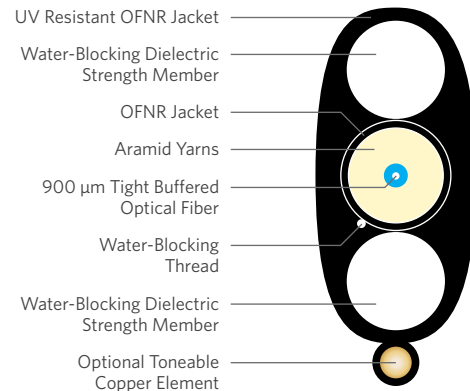 UV Resistant OFNR Jacket
Water-Blocking Dielectric
Strength Member
OFNR Jacket
Aramid Yarns
900 µm Tight Buffered
Optical Fiber
Water-Blocking
Thread
Water-Blocking Dielectric
Strength Member
Optional Toneable
Copper Element